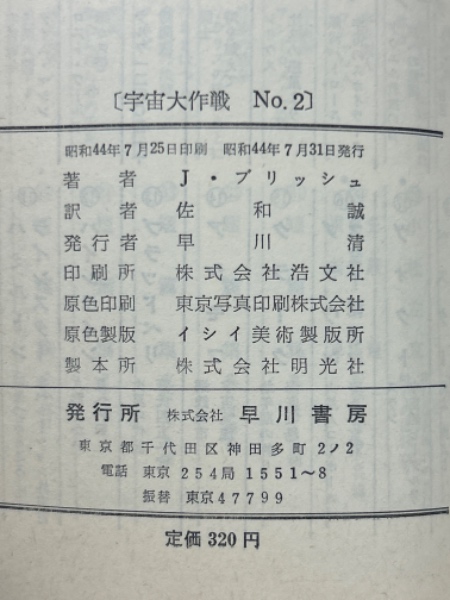 〔宇宙大作戦 No.2〕
昭和44年7月25日印刷 昭和44年7月31日発行
著者 J・ブリッシュ
訳者 佐和誠
発行者 早川清
印刷所 株式会社浩文社
原色印刷 東京写真印刷株式会社
原色製版 イシイ美術製版所
製本所 株式会社明光社
発行所 株式会社 早川書房
東京都千代田区神田多町2ノ2
電話 東京 254局 1551〜8
振替 東京47799
定価320円